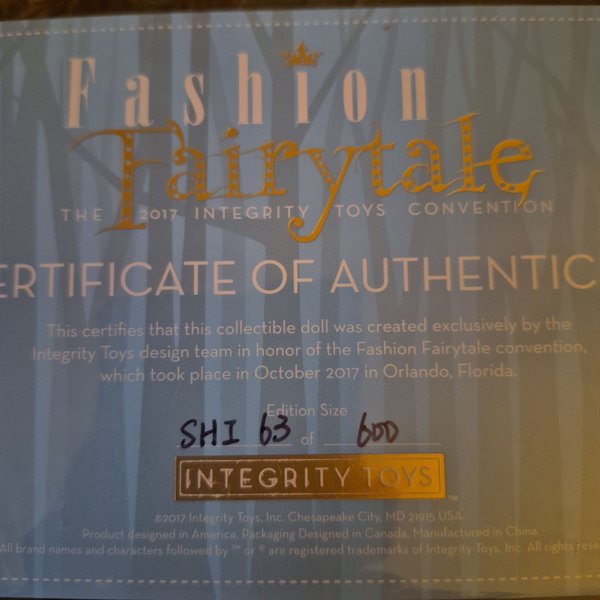 Fashion
Fairytale
THE 2017 INTEGRITY TOYS CONVENTION
ERTIFICATE OF AUTHENTIC
This certifies that this collectible doll was created exclusively by the
Integrity Toys design team in honor of the Fashion Fairytale convention,
which took place in October 2017 in Orlando, Florida.
Edition Size
SHI 63 of 600
INTEGRITY TOYS ™
©2017 Integrity Toys, Inc. Chesapeake City, MD 21915 USA.
Product designed in America, Packaging Designed in Canada, Manufactured in China.
All brand names and characters followed by ™ or ® are registered trademarks of Integrity Toys, Inc. All rights rese